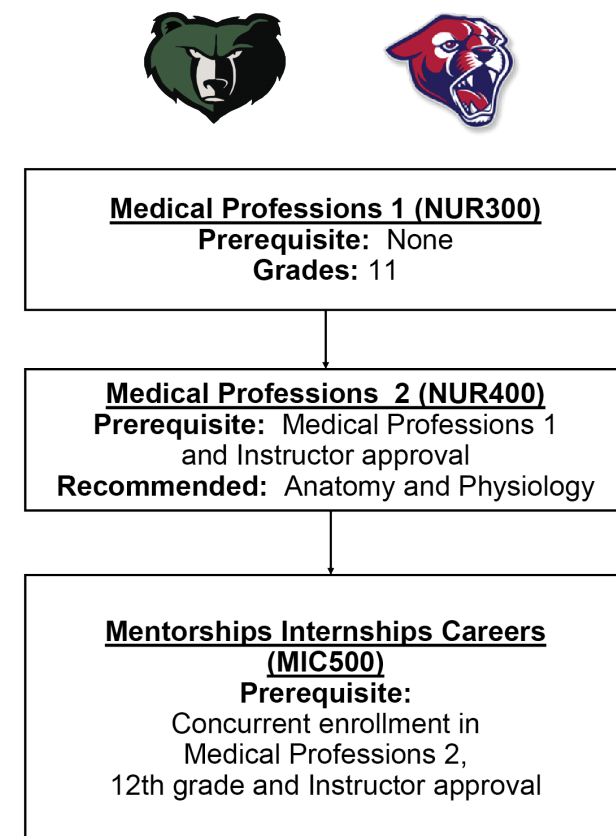 Medical Professions 1 (NUR300)
Prerequisite: None
Grades: 11
Medical Professions 2 (NUR400)
Prerequisite: Medical Professions 1
and Instructor approval
Recommended: Anatomy and Physiology
Mentorships Internships Careers
(MIC500)
Prerequisite:
Concurrent enrollment in
Medical Professions 2,
12th grade and Instructor approval